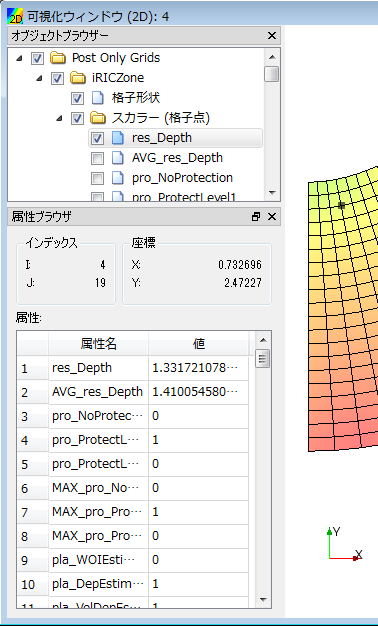 2D 可視化ウィンドウ (2D): 4
オブジェクトブラウザー
Post Only Grids
iRICZone
格子形状
スカラー (格子点)
res_Depth
AVG_res_Depth
pro_NoProtection
pro_ProtectLevel1
属性ブラウザ
インデックス 座標
I: 4 X: 0.732696
J: 19 Y: 2.47227
属性:
属性名 値
1 res_Depth 1.331721078…
2 AVG_res_Depth 1.410054580…
3 pro_NoProtec… 0
4 pro_ProtectL… 1
5 pro_ProtectL… 0
6 MAX_pro_No… 0
7 MAX_pro_Pro… 1
8 MAX_pro_Pro… 0
9 pla_WOIEsti… 0
10 pla_DepEstim… 1
11 pla_VelDepEs… 1
Y
X